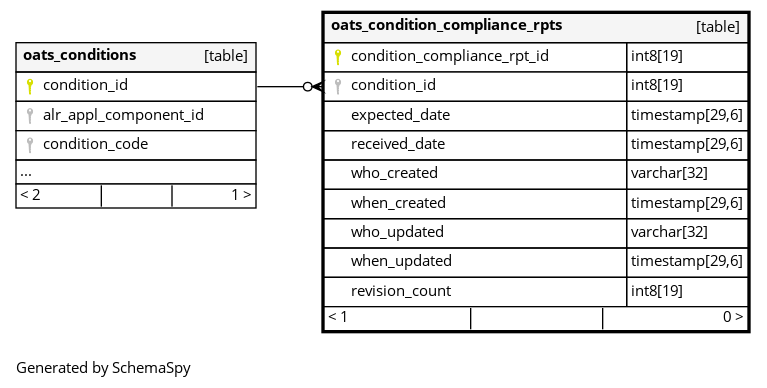 oats_conditions [table]
condition_id
alr_appl_component_id
condition_code
...
< 2 1 >
oats_condition_compliance_rpts [table]
condition_compliance_rpt_id int8[19]
condition_id int8[19]
expected_date timestamp[29,6]
received_date timestamp[29,6]
who_created varchar[32]
when_created timestamp[29,6]
who_updated varchar[32]
when_updated timestamp[29,6]
revision_count int8[19]
< 1 0 >
Generated by SchemaSpy